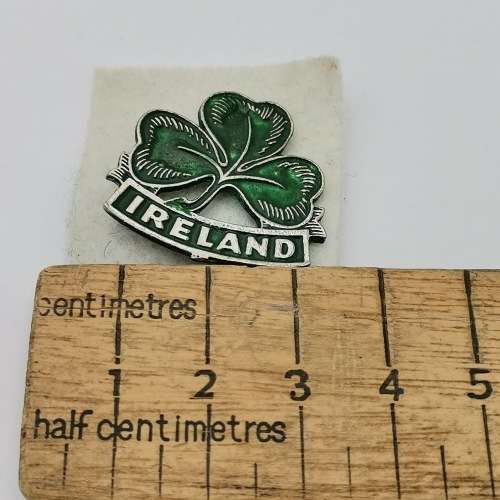 IRELAND
centimetres
1 2 3 4 5
half centimetres